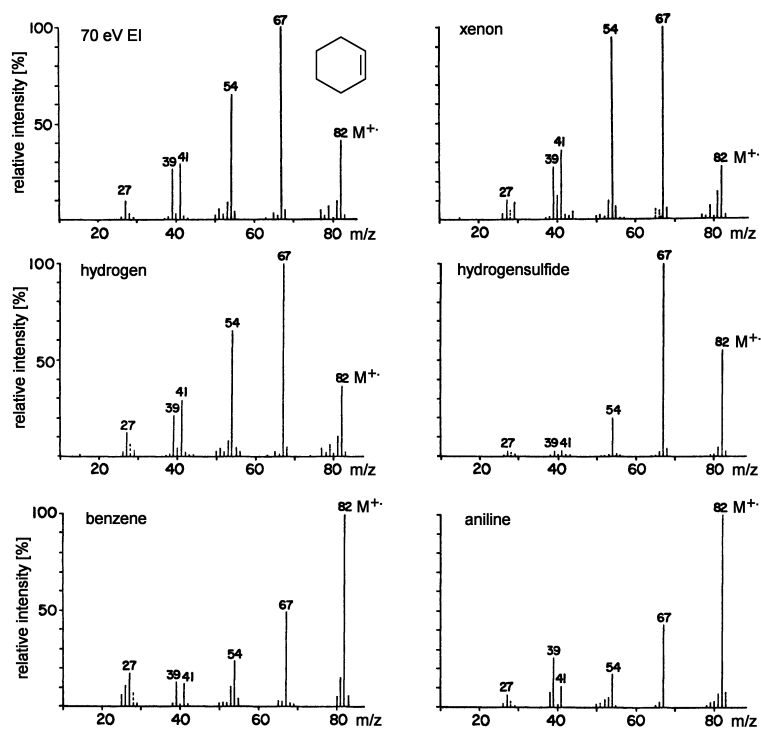 70 eV EI
relative intensity [%]
100
50
27
39
41
54
67
82 M+·
20 40 60 80 m/z
xenon
27
39
41
54
67
82 M+·
20 40 60 80 m/z
hydrogen
relative intensity [%]
100
50
27
39
41
54
67
82 M+·
20 40 60 80 m/z
hydrogensulfide
27
39 41
54
67
82 M+·
20 40 60 80 m/z
benzene
relative intensity [%]
100
50
27
39 41
54
67
82 M+·
20 40 60 80 m/z
aniline
27
39
41
54
67
82 M+·
20 40 60 80 m/z